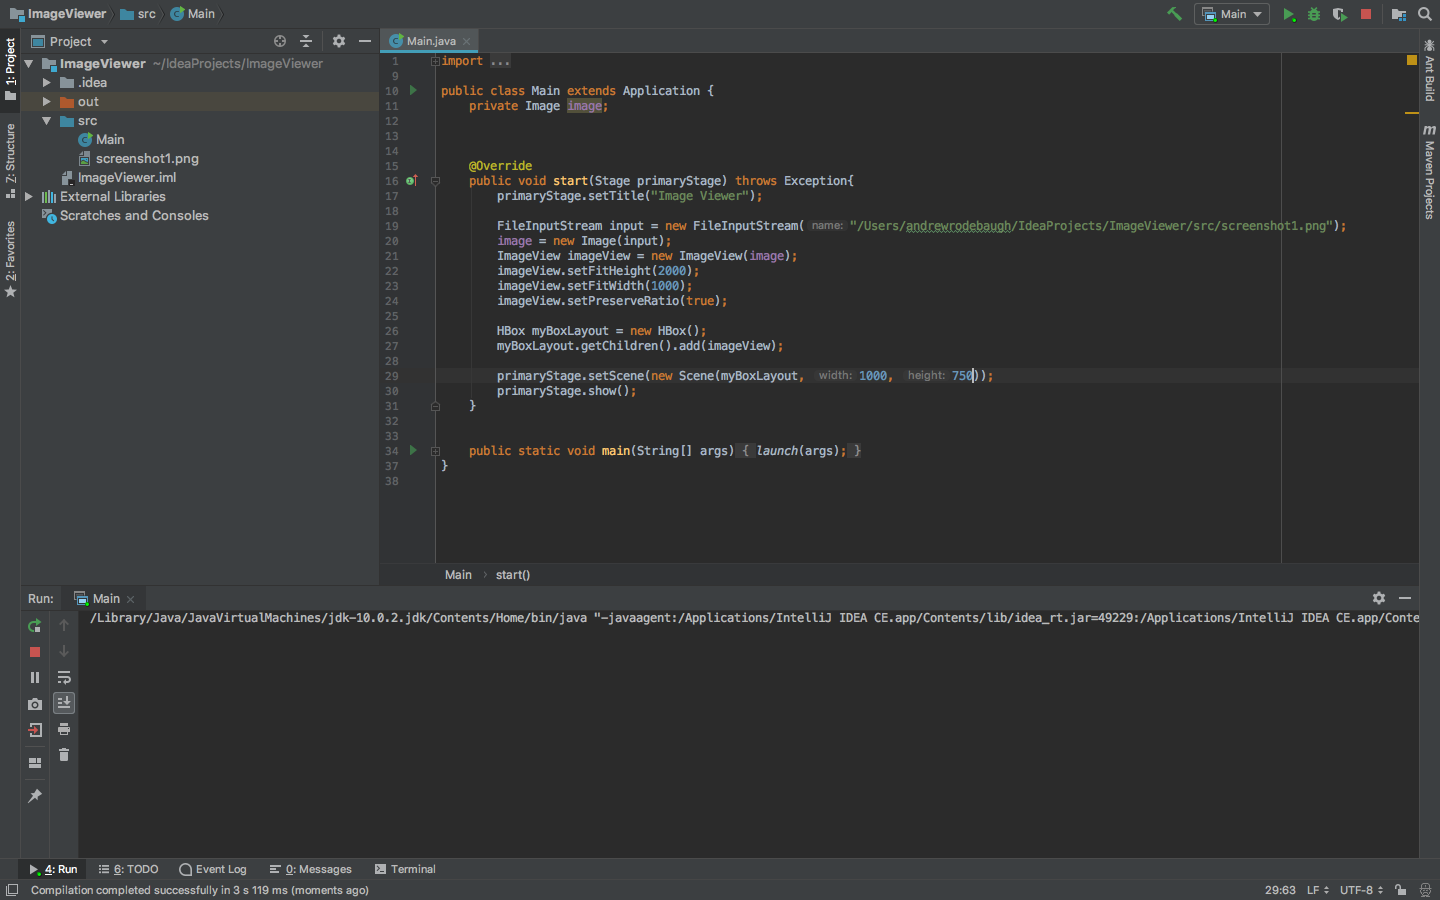 ImageViewer src Main
Main
Project
Main.java
1: Project
7: Structure
2: Favorites
ImageViewer ~/IdeaProjects/ImageViewer
.idea
out
src
Main
screenshot1.png
ImageViewer.iml
External Libraries
Scratches and Consoles
1 import ...
9
10 public class Main extends Application {
11 private Image image;
12
13
14
15 @Override
16 public void start(Stage primaryStage) throws Exception{
17 primaryStage.setTitle("Image Viewer");
18
19 FileInputStream input = new FileInputStream( name: "/Users/andrewrodebaugh/IdeaProjects/ImageViewer/src/screenshot1.png");
20 image = new Image(input);
21 ImageView imageView = new ImageView(image);
22 imageView.setFitHeight(2000);
23 imageView.setFitWidth(1000);
24 imageView.setPreserveRatio(true);
25
26 HBox myBoxLayout = new HBox();
27 myBoxLayout.getChildren().add(imageView);
28
29 primaryStage.setScene(new Scene(myBoxLayout, width: 1000, height: 750));
30 primaryStage.show();
31 }
32
33
34 public static void main(String[] args) { launch(args); }
37 }
38
Ant Build
Maven Projects
Main start()
Run: Main
/Library/Java/JavaVirtualMachines/jdk-10.0.2.jdk/Contents/Home/bin/java "-javaagent:/Applications/IntelliJ IDEA CE.app/Contents/lib/idea_rt.jar=49229:/Applications/IntelliJ IDEA CE.app/Conte
4: Run 6: TODO Event Log 0: Messages Terminal
Compilation completed successfully in 3 s 119 ms (moments ago)
29:63 LF UTF-8